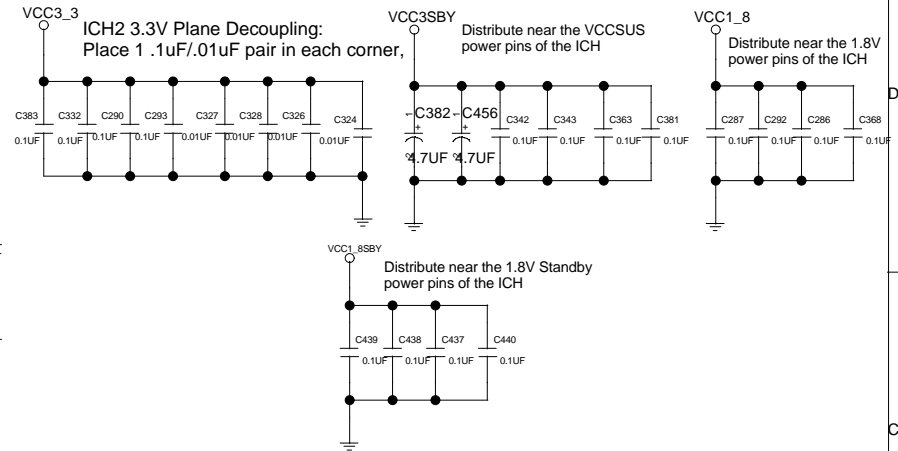 VCC3_3
ICH2 3.3V Plane Decoupling:
Place 1 .1uF/.01uF pair in each corner,
C383
0.1UF
C332
0.1UF
C290
0.1UF
C293
0.1UF
C327
0.01UF
C328
0.01UF
C326
0.01UF
C324
0.01UF
VCC3SBY
Distribute near the VCCSUS
power pins of the ICH
C382
4.7UF
C456
4.7UF
C342
0.1UF
C343
0.1UF
C363
0.1UF
C381
0.1UF
VCC1_8
Distribute near the 1.8V
power pins of the ICH
C287
0.1UF
C292
0.1UF
C286
0.1UF
C368
0.1UF
D
VCC1_8SBY
Distribute near the 1.8V Standby
power pins of the ICH
C439
0.1UF
C438
0.1UF
C437
0.1UF
C440
0.1UF
C